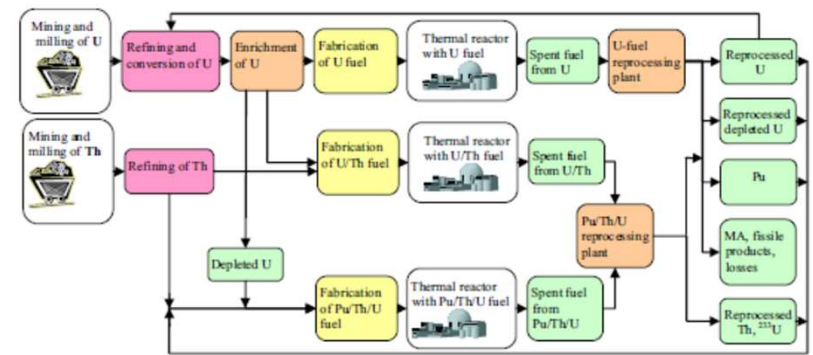 Mining and
milling of U
Refining and
conversion of U
Enrichment
of U
Fabrication
of U fuel
Thermal reactor
with U fuel
Spent fuel
from U
U-fuel
reprocessing
plant
Reprocessed
U
Mining and
milling of Th
Refining of Th
Fabrication
of U/Th fuel
Thermal reactor
with U/Th fuel
Spent fuel
from U/Th
Reprocessed
depleted U
Pu
Pu/Th/U
reprocessing
plant
MA, fissile
products,
losses
Depleted U
Fabrication
of Pu/Th/U
fuel
Thermal reactor
with Pu/Th/U fuel
Spent fuel
from
Pu/Th/U
Reprocessed
Th, ²³³U